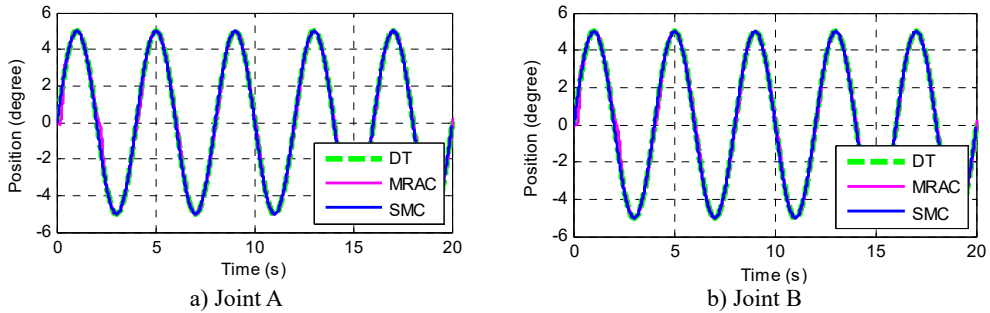 6
4
2
0
-2
-4
-6
Position (degree)
0
5
10
15
20
Time (s)
DT
MRAC
SMC
a) Joint A
6
4
2
0
-2
-4
-6
Position (degree)
0
5
10
15
20
Time (s)
DT
MRAC
SMC
b) Joint B